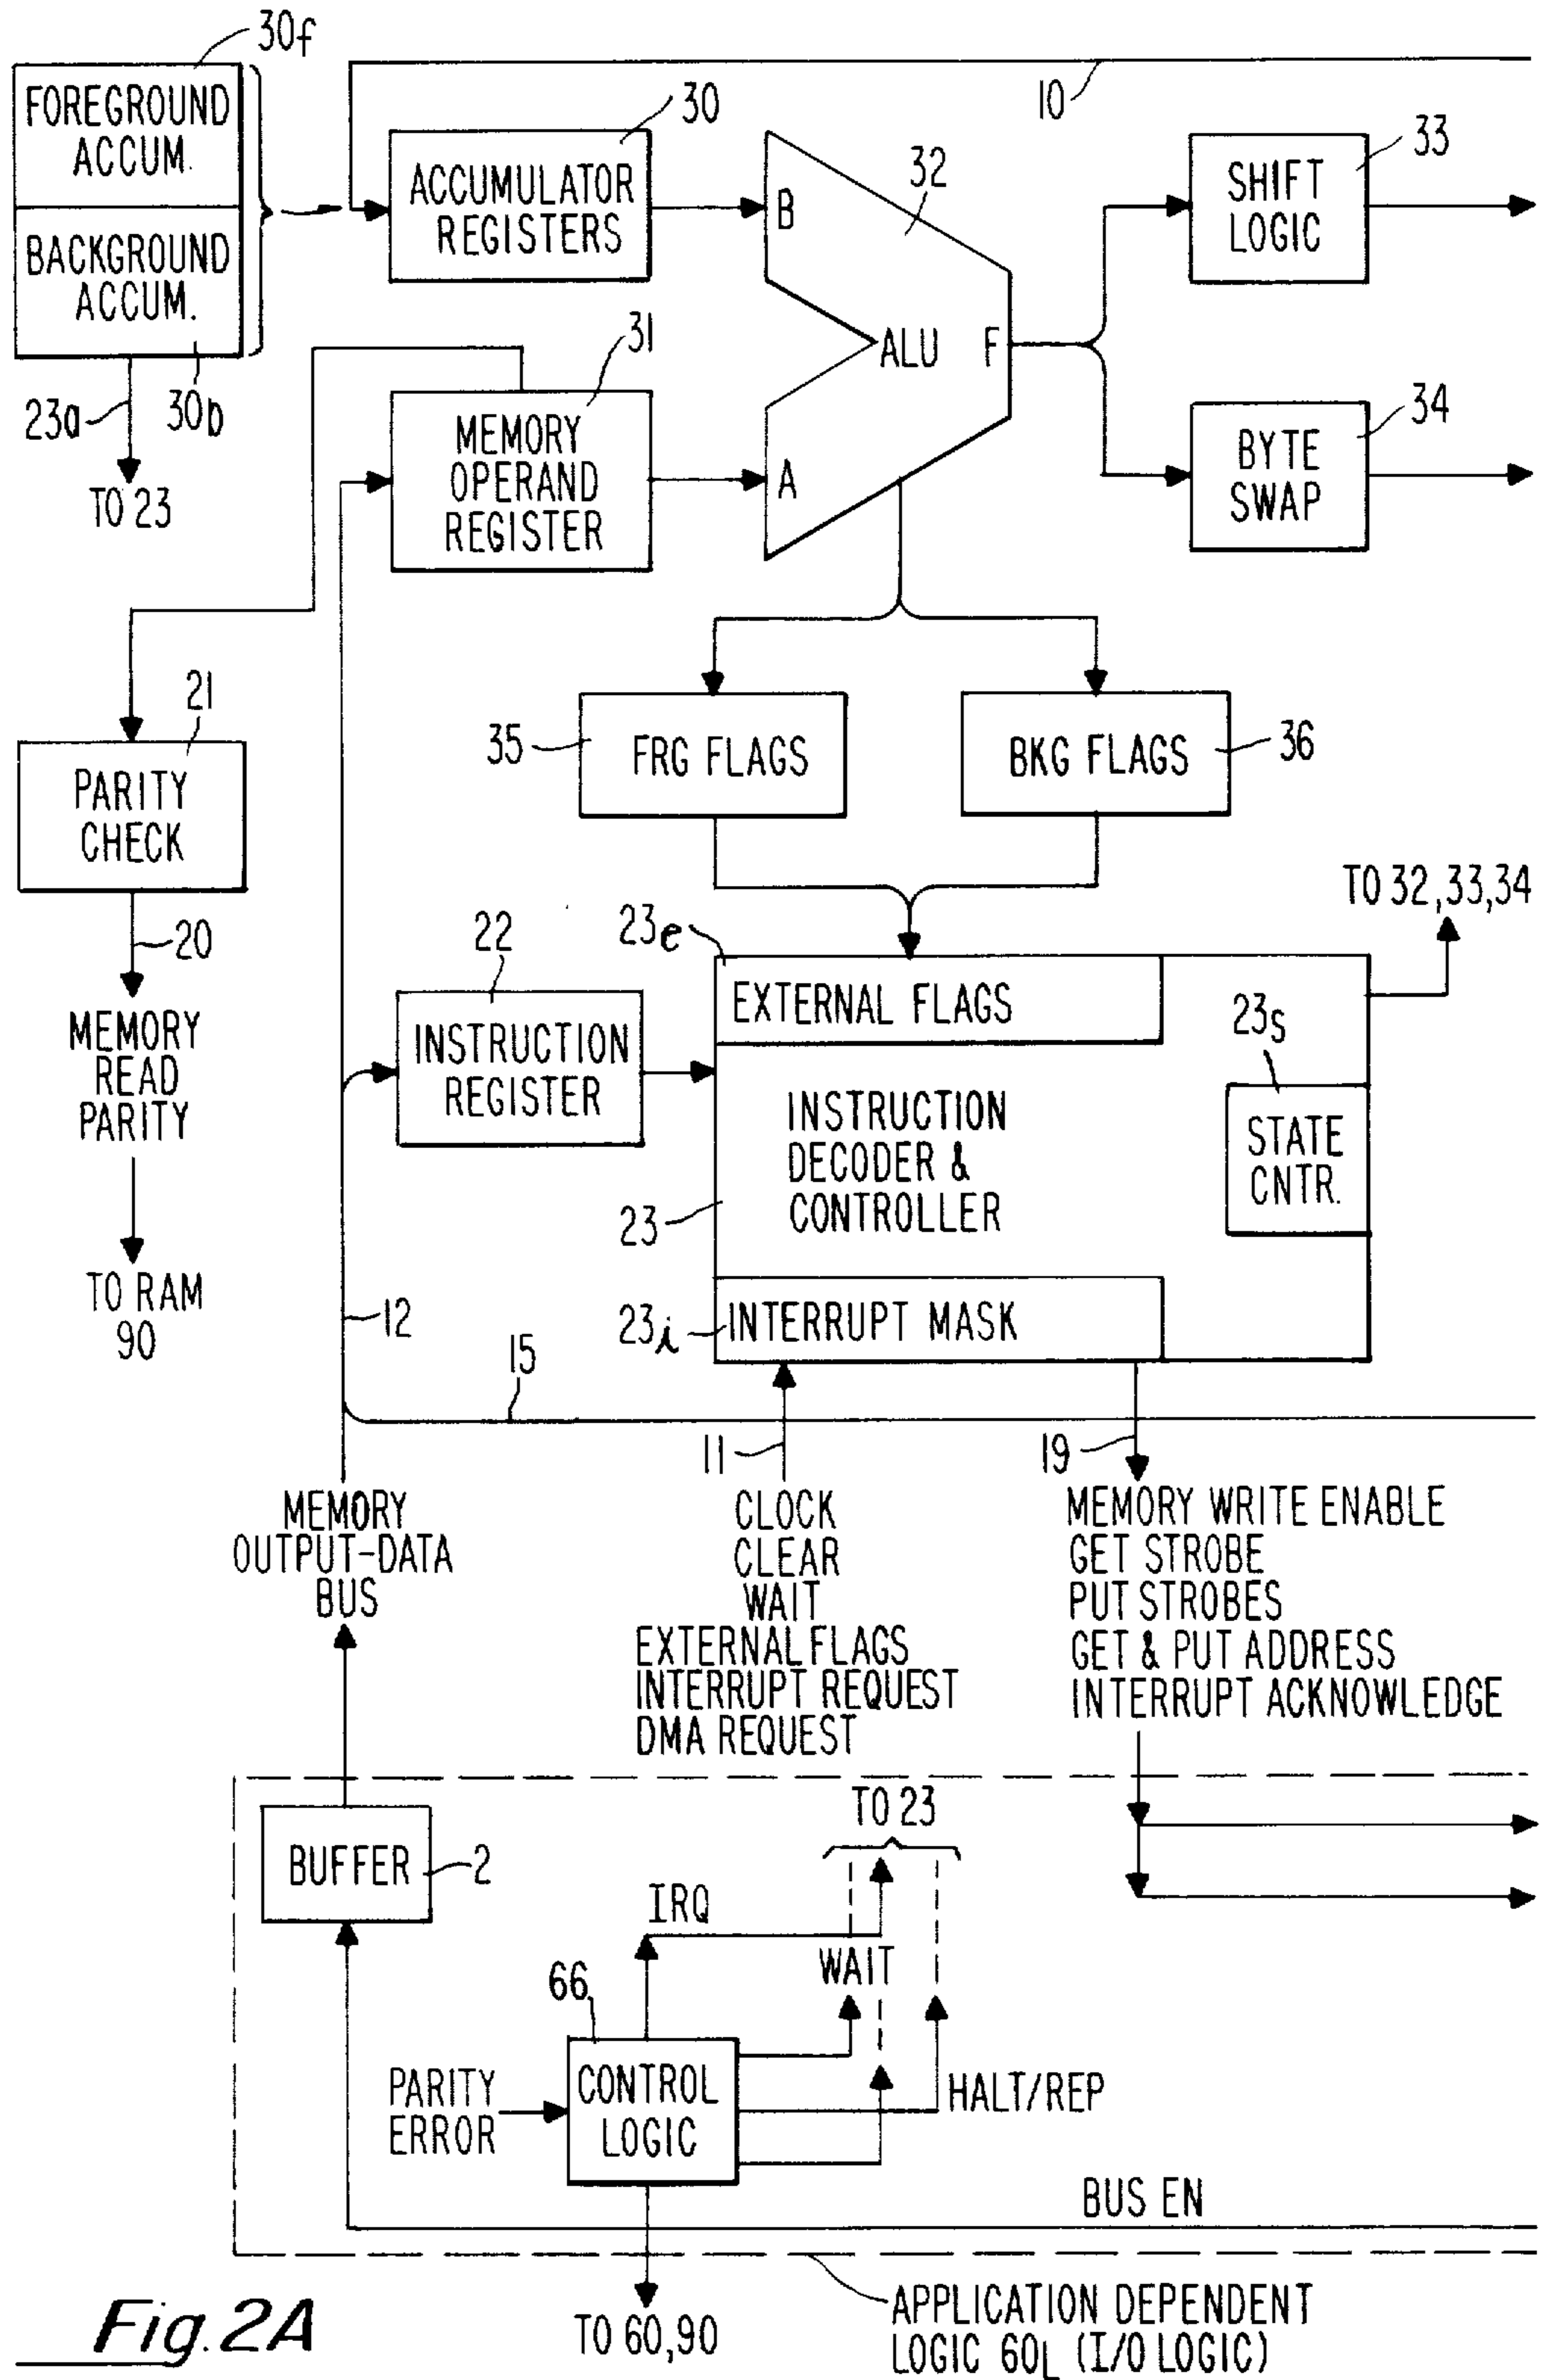 30f
FOREGROUND
ACCUM.
BACKGROUND
ACCUM.
30b
23a
TO 23
10
30
ACCUMULATOR
REGISTERS
B
32
ALU
F
A
33
SHIFT
LOGIC
34
BYTE
SWAP
31
MEMORY
OPERAND
REGISTER
21
PARITY
CHECK
20
MEMORY
READ
PARITY
TO RAM
90
35
FRG FLAGS
BKG FLAGS
36
TO 32,33,34
22
INSTRUCTION
REGISTER
23e
EXTERNAL FLAGS
23s
STATE
CNTR.
INSTRUCTION
DECODER &
CONTROLLER
23
23i
INTERRUPT MASK
12
15
11
19
MEMORY
OUTPUT-DATA
BUS
CLOCK
CLEAR
WAIT
EXTERNAL FLAGS
INTERRUPT REQUEST
DMA REQUEST
MEMORY WRITE ENABLE
GET STROBE
PUT STROBES
GET & PUT ADDRESS
INTERRUPT ACKNOWLEDGE
BUFFER
2
TO 23
IRQ
WAIT
66
CONTROL
LOGIC
PARITY
ERROR
HALT/REP
BUS EN
TO 60,90
APPLICATION DEPENDENT
LOGIC 60L (I/O LOGIC)
Fig. 2A